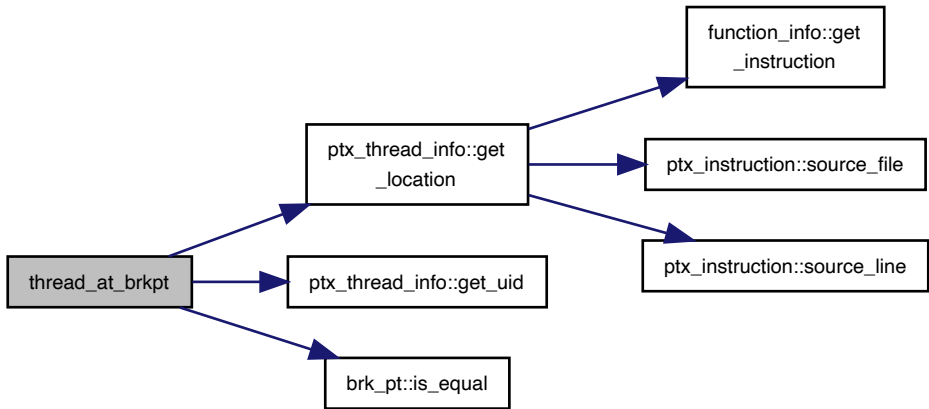 function_info::get
_instruction
ptx_thread_info::get
_location
ptx_instruction::source_file
ptx_instruction::source_line
thread_at_brkpt
ptx_thread_info::get_uid
brk_pt::is_equal